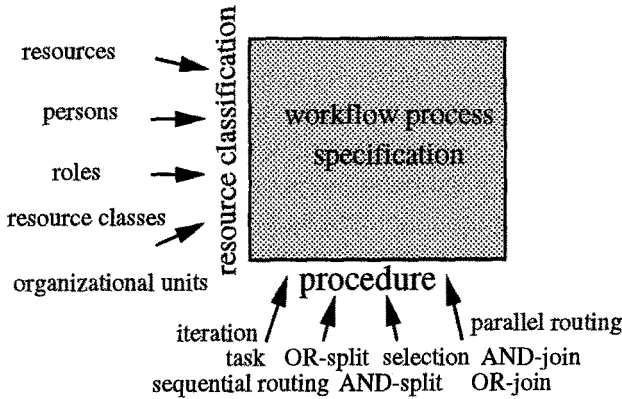 resources
persons
roles
resource classes
organizational units
resource classification
workflow process
specification
procedure
iteration
parallel routing
task OR-split selection AND-join
sequential routing AND-split OR-join